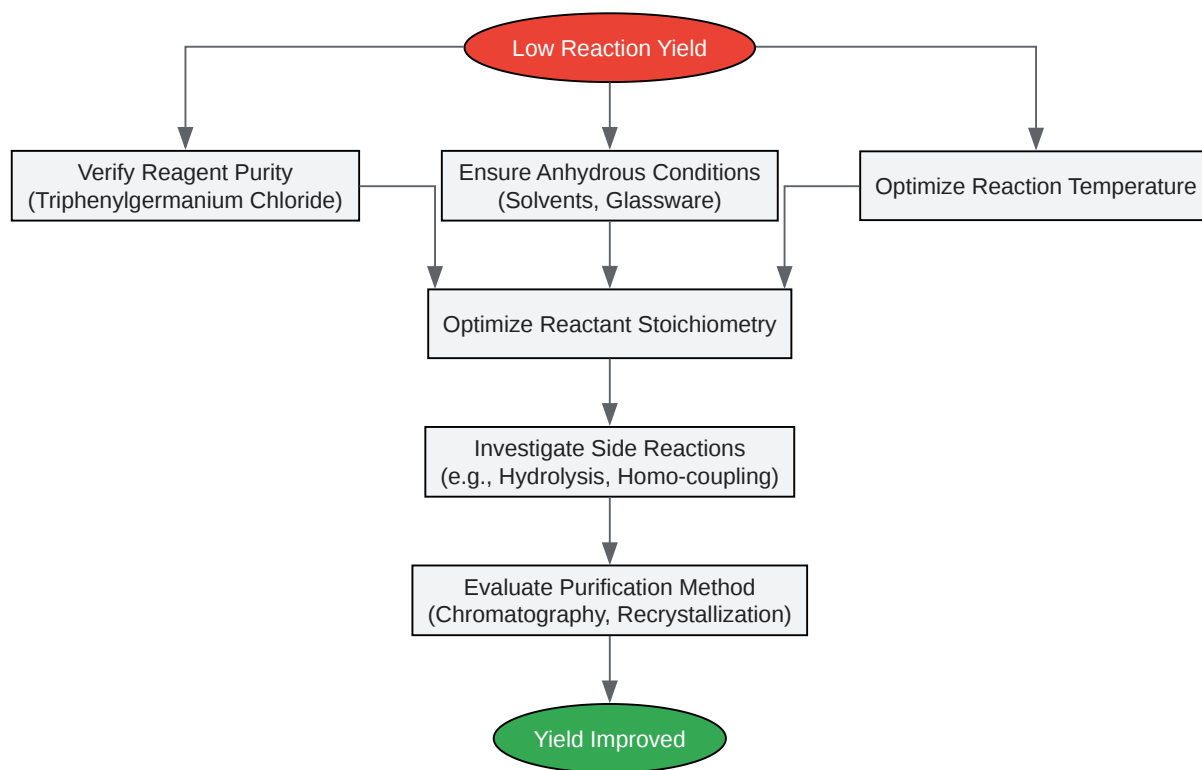 Low Reaction Yield
Verify Reagent Purity
(Triphenylgermanium Chloride)
Ensure Anhydrous Conditions
(Solvents, Glassware)
Optimize Reaction Temperature
Optimize Reactant Stoichiometry
Investigate Side Reactions
(e.g., Hydrolysis, Homo-coupling)
Evaluate Purification Method
(Chromatography, Recrystallization)
Yield Improved